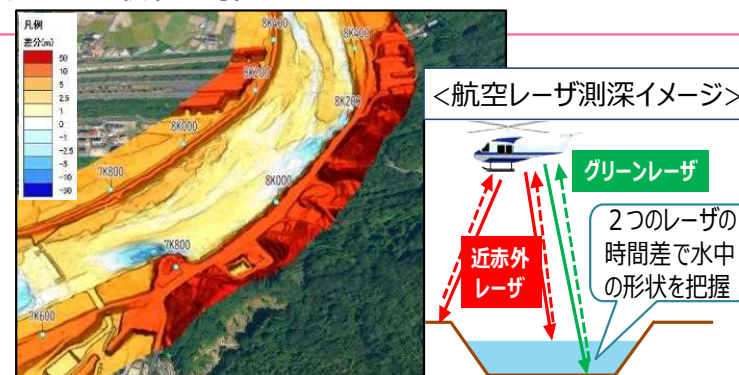 凡例
差分(m)
50
10
5
2.5
1
0
-1
-2.5
-5
-10
-50
8K400
8K400
8K200
8K200
8K000
8K000
7K800
7K800
7K600
<航空レーザ測深イメージ>
グリーンレーザ
近赤外
レーザ
2つのレーザの
時間差で水中
の形状を把握